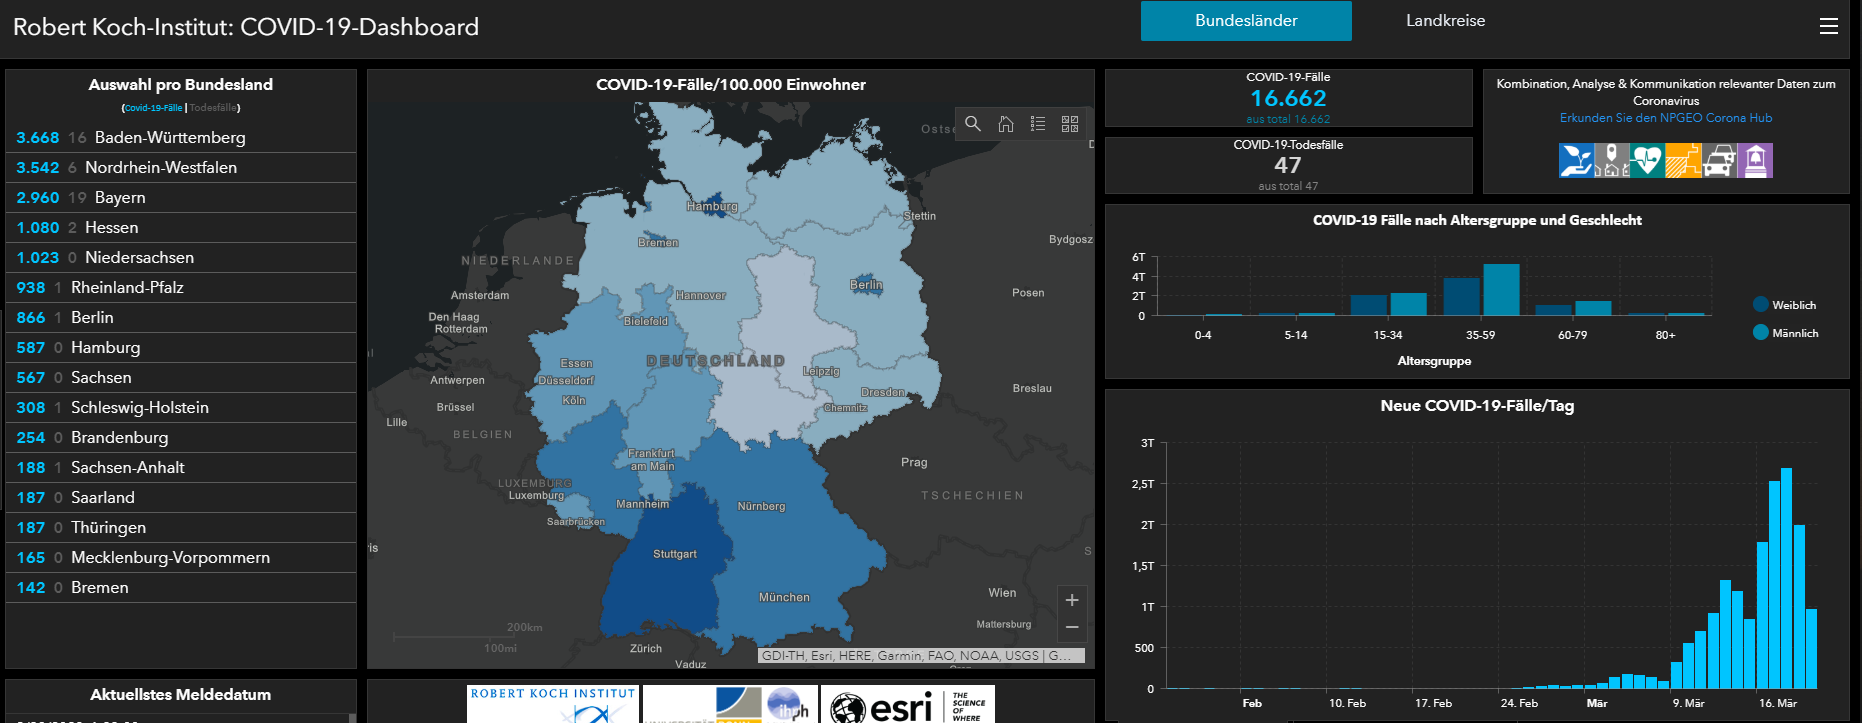 Robert Koch-Institut: COVID-19-Dashboard
Bundesländer
Landkreise
Auswahl pro Bundesland
(Covid-19-Fälle | Todesfälle)
3.668 16 Baden-Württemberg
3.542 6 Nordrhein-Westfalen
2.960 19 Bayern
1.080 2 Hessen
1.023 0 Niedersachsen
938 1 Rheinland-Pfalz
866 1 Berlin
587 0 Hamburg
567 0 Sachsen
308 1 Schleswig-Holstein
254 0 Brandenburg
188 1 Sachsen-Anhalt
187 0 Saarland
187 0 Thüringen
165 0 Mecklenburg-Vorpommern
142 0 Bremen
Aktuellstes Meldedatum
COVID-19-Fälle/100.000 Einwohner
Hamburg
Stettin
Bremen
Bydgosz
NIEDERLANDE
Berlin
Amsterdam
Hannover
Posen
Den Haag
Rotterdam
Bielefeld
DEUTSCHLAND
Essen
Leipzig
Düsseldorf
Antwerpen
Dresden
Breslau
Köln
Brüssel
Chemnitz
Lille
BELGIEN
Frankfurt
am Main
Prag
LUXEMBURG
Luxemburg
TSCHECHIEN
Mannheim
Nürnberg
Saarbrücken
Stuttgart
München
Wien
Mattersburg
200km
100mi
Zürich
Vaduz
GDI-TH, Esri, HERE, Garmin, FAO, NOAA, USGS | G...
ROBERT KOCH INSTITUT
esri
THE
SCIENCE
OF WHERE
COVID-19-Fälle
16.662
aus total 16.662
COVID-19-Todesfälle
47
aus total 47
Kombination, Analyse & Kommunikation relevanter Daten zum
Coronavirus
Erkunden Sie den NPGEO Corona Hub
COVID-19 Fälle nach Altersgruppe und Geschlecht
6T
4T
2T
0
0-4
5-14
15-34
35-59
60-79
80+
Altersgruppe
Weiblich
Männlich
Neue COVID-19-Fälle/Tag
3T
2,5T
2T
1,5T
1T
500
0
Feb
10. Feb
17. Feb
24. Feb
Mär
9. Mär
16. Mär